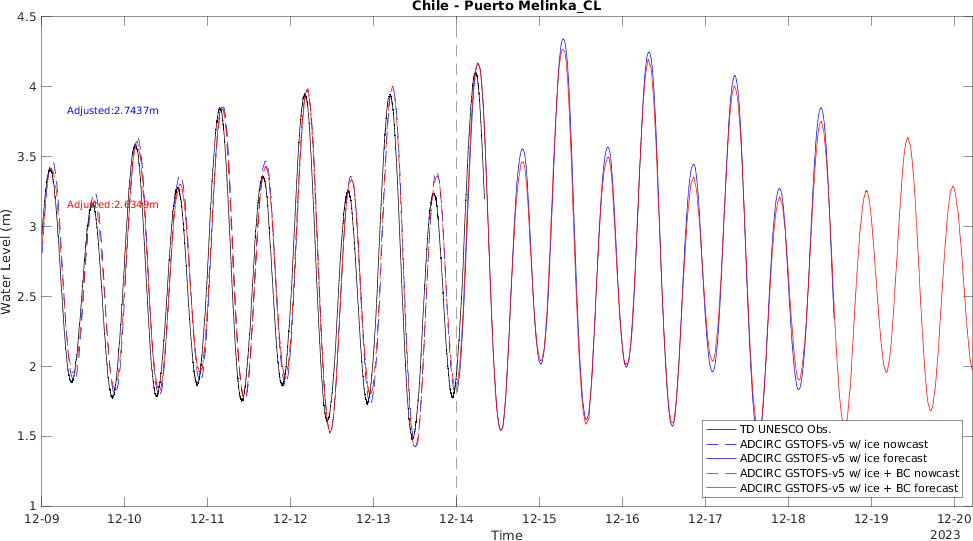 Chile - Puerto Melinka_CL
4.5
4
3.5
3
2.5
2
1.5
1
Water Level (m)
Adjusted:2.7437m
Adjusted:2.6349m
TD UNESCO Obs.
ADCIRC GSTOFS-v5 w/ ice nowcast
ADCIRC GSTOFS-v5 w/ ice forecast
ADCIRC GSTOFS-v5 w/ ice + BC nowcast
ADCIRC GSTOFS-v5 w/ ice + BC forecast
12-09 12-10 12-11 12-12 12-13 12-14 12-15 12-16 12-17 12-18 12-19 12-20
Time
2023